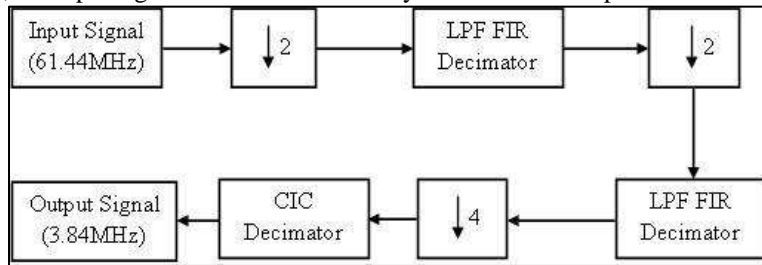 Input Signal
(61.44MHz)
↓ 2
LPF FIR
Decimator
↓ 2
LPF FIR
Decimator
↓ 4
CIC
Decimator
Output Signal
(3.84MHz)